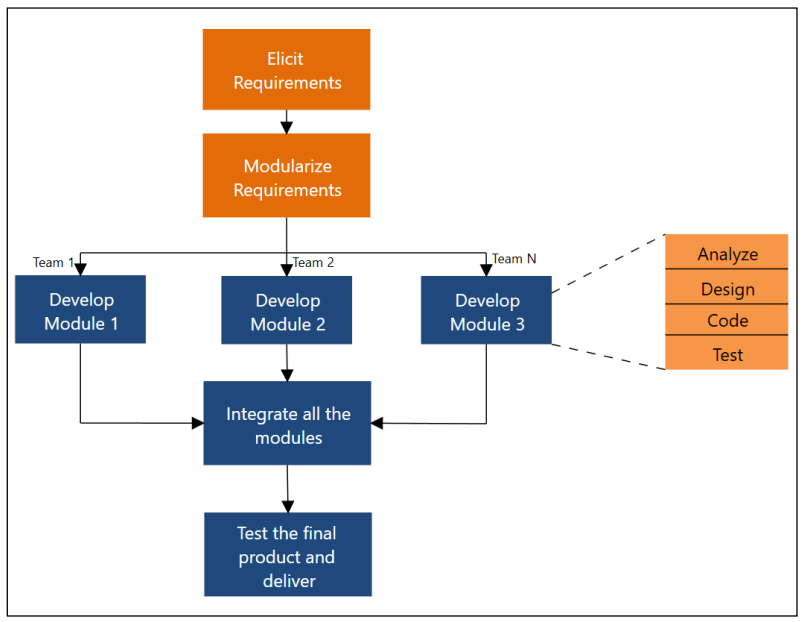 Elicit
Requirements
Modularize
Requirements
Team 1
Team 2
Team N
Develop
Module 1
Develop
Module 2
Develop
Module 3
Analyze
Design
Code
Test
Integrate all the
modules
Test the final
product and
deliver